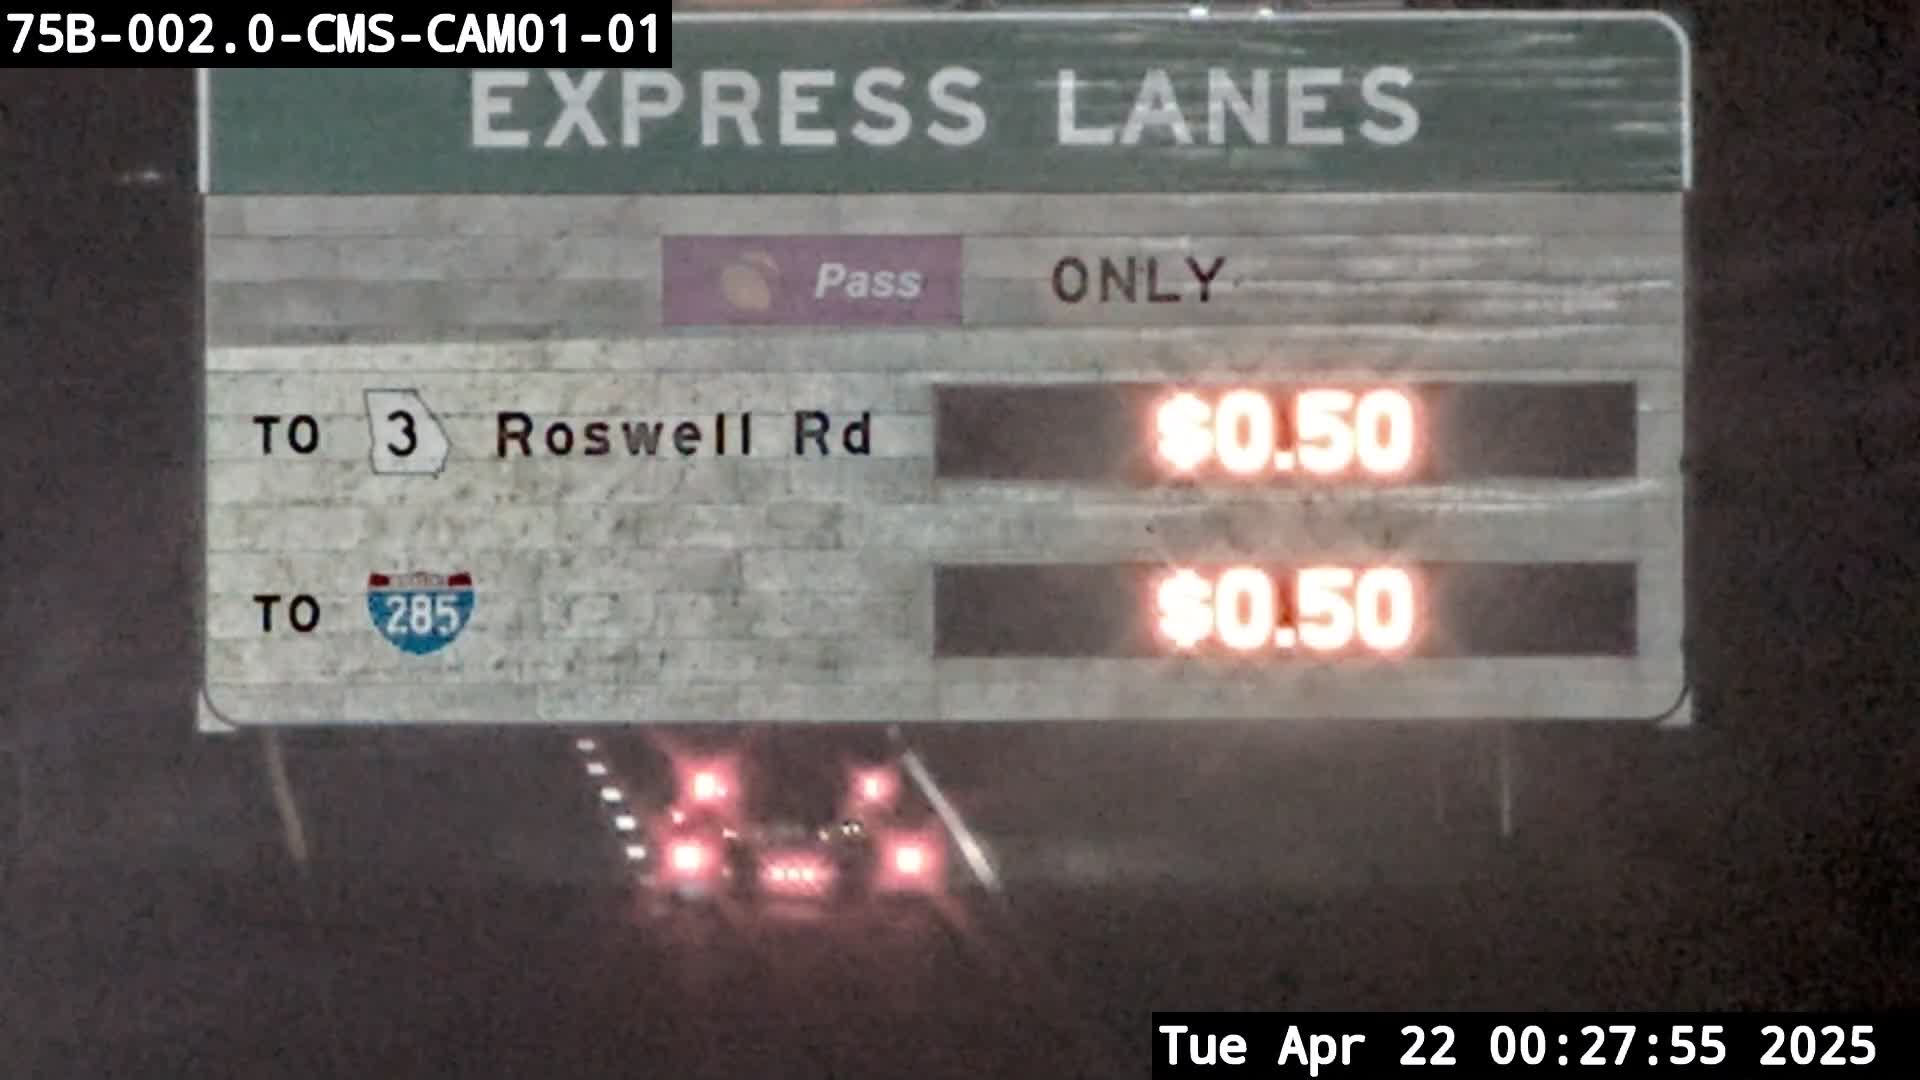 75B-002.0-CMS-CAM01-01
EXPRESS LANES
Pass ONLY
TO 3 Roswell Rd $0.50
TO 285 $0.50
Tue Apr 22 00:27:55 2025